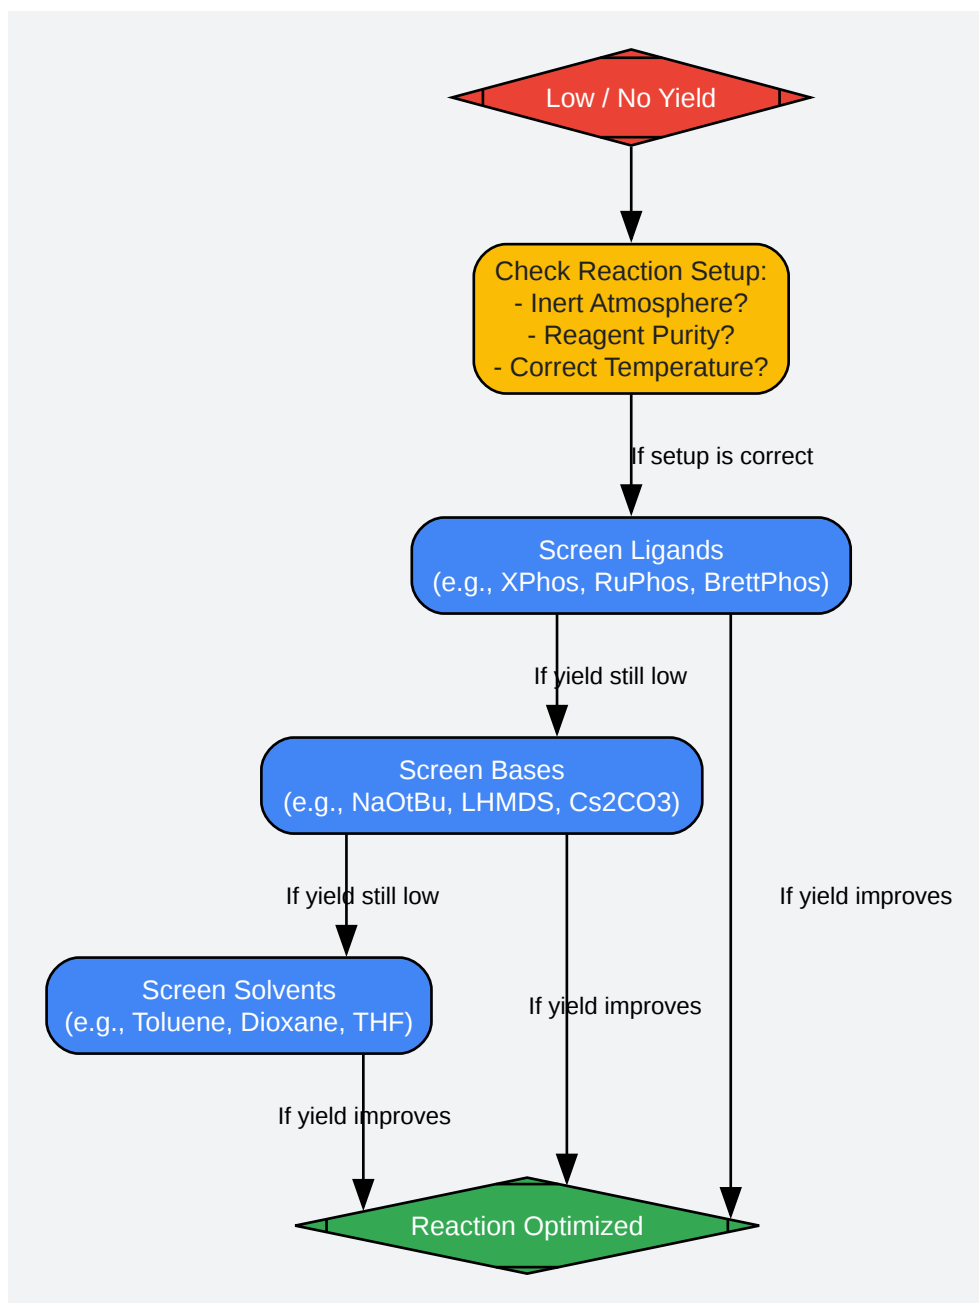 Low / No Yield
Check Reaction Setup:
- Inert Atmosphere?
- Reagent Purity?
- Correct Temperature?
If setup is correct
Screen Ligands
(e.g., XPhos, RuPhos, BrettPhos)
If yield still low
Screen Bases
(e.g., NaOtBu, LHMDS, Cs2CO3)
If yield still low
If yield improves
Screen Solvents
(e.g., Toluene, Dioxane, THF)
If yield improves
If yield improves
Reaction Optimized